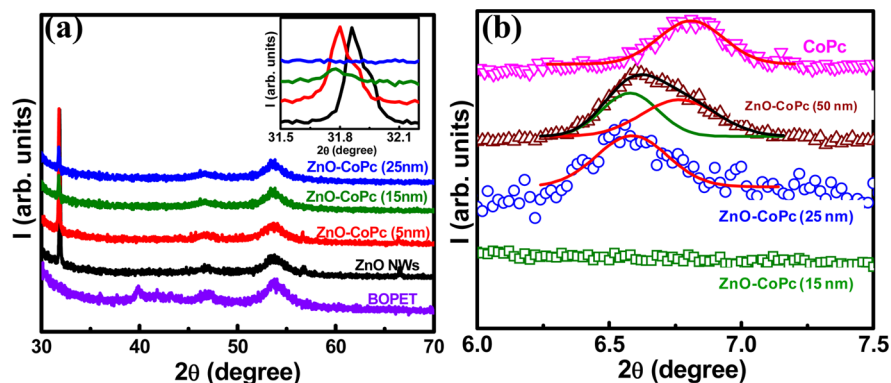 (a)
I (arb. units)
I (arb. units)
31.5 31.8 32.1
2θ (degree)
ZnO-CoPc (25nm)
ZnO-CoPc (15nm)
ZnO-CoPc (5nm)
ZnO NWs
BOPET
30 40 50 60 70
2θ (degree)
(b)
I (arb. units)
CoPc
ZnO-CoPc (50 nm)
ZnO-CoPc (25 nm)
ZnO-CoPc (15 nm)
6.0 6.5 7.0 7.5
2θ (degree)